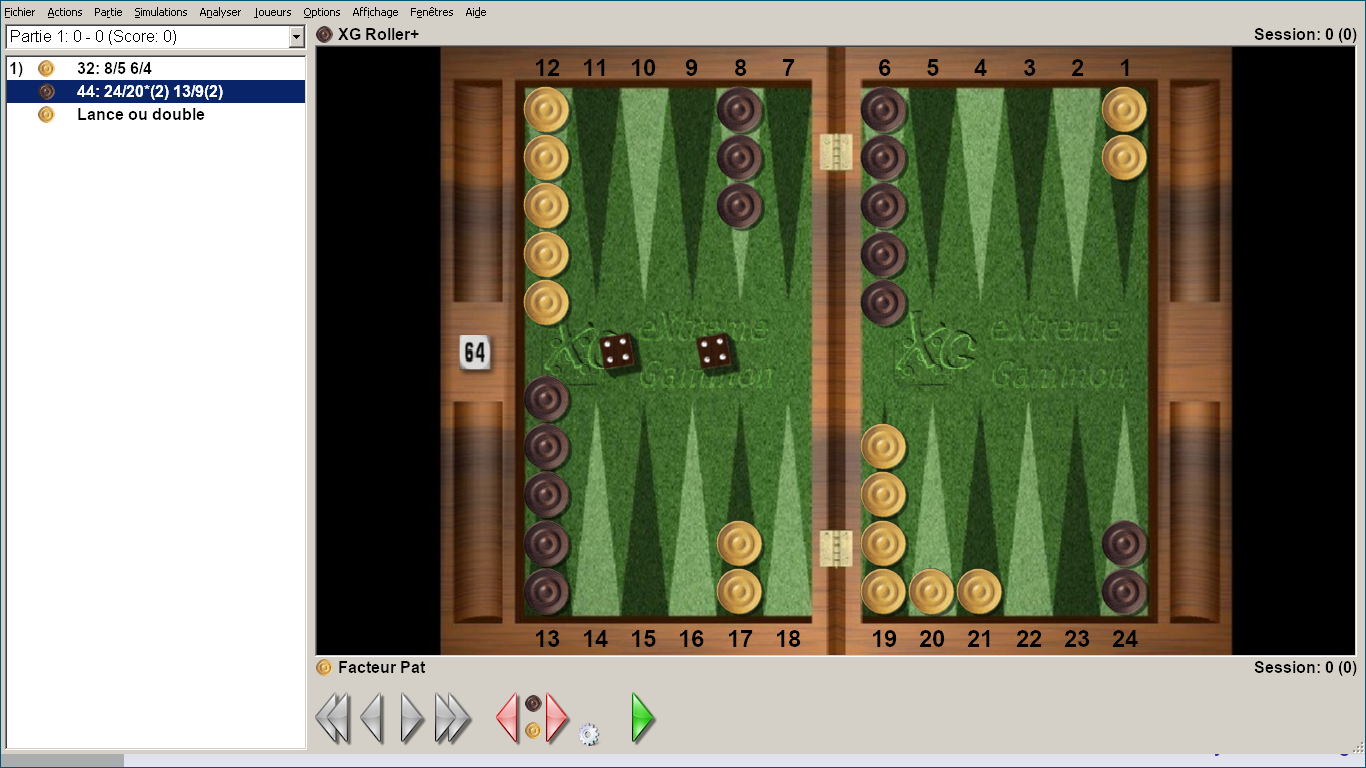 Fichier Actions Partie Simulations Analyser Joueurs Options Affichage Fenêtres Aide
Partie 1: 0 - 0 (Score: 0)
XG Roller+ Session: 0 (0)
1) 32: 8/5 6/4
44: 24/20*(2) 13/9(2)
Lance ou double
12 11 10 9 8 7 6 5 4 3 2 1
XG eXtreme Gammon XG eXtreme Gammon
64
13 14 15 16 17 18 19 20 21 22 23 24
Facteur Pat Session: 0 (0)